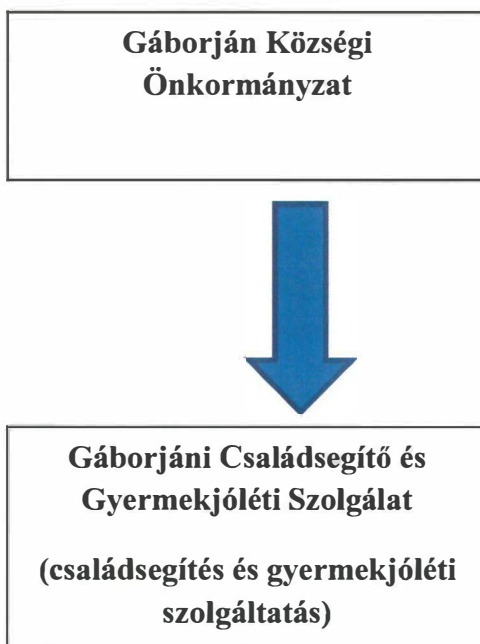 Gáborján Községi
Önkormányzat
Gáborjáni Családsegítő és
Gyermekjóléti Szolgálat
(családsegítés és gyermekjóléti
szolgáltatás)